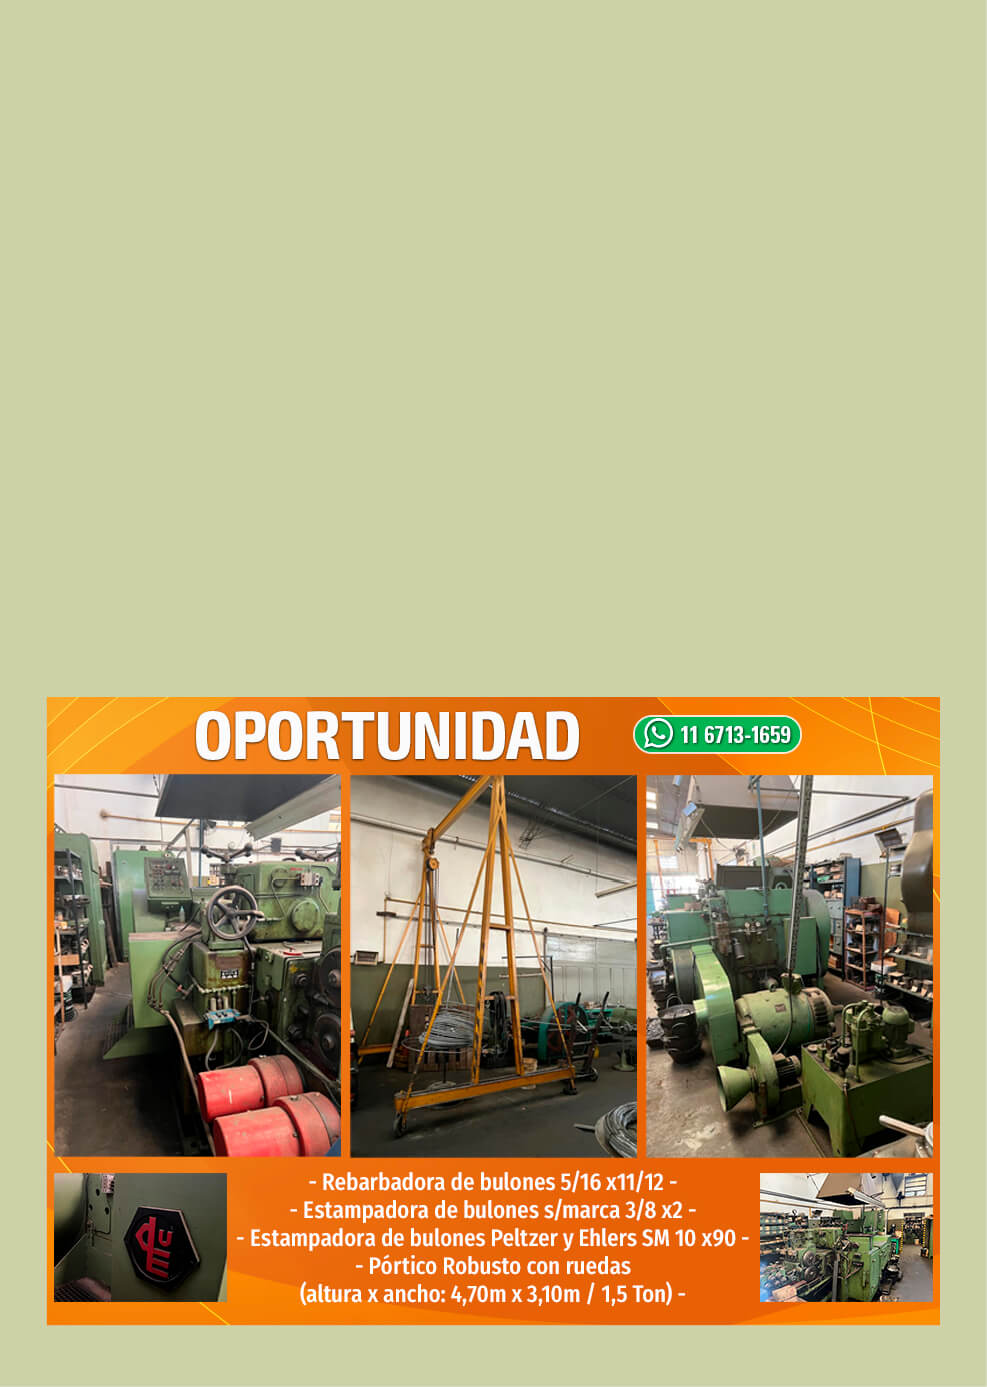 OPORTUNIDAD
11 6713-1659
- Rebarbadora de bulones 5/16 x11/12 -
- Estampadora de bulones s/marca 3/8 x2 -
- Estampadora de bulones Peltzer y Ehlers SM 10 x90 -
- Pórtico Robusto con ruedas
(altura x ancho: 4,70m x 3,10m / 1,5 Ton) -